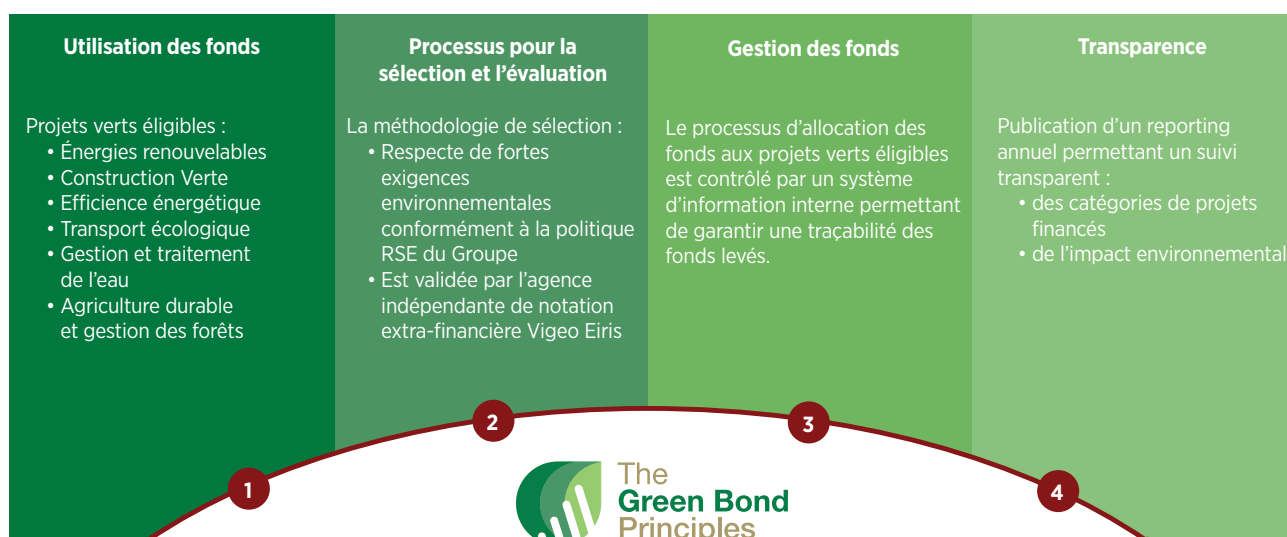 Utilisation des fonds
Projets verts éligibles :
• Énergies renouvelables
• Construction Verte
• Efficience énergétique
• Transport écologique
• Gestion et traitement
de l'eau
• Agriculture durable
et gestion des forêts
Processus pour la
sélection et l'évaluation
La méthodologie de sélection :
• Respecte de fortes
exigences
environnementales
conformément à la politique
RSE du Groupe
• Est validée par l'agence
indépendante de notation
extra-financière Vigeo Eiris
Gestion des fonds
Le processus d'allocation des
fonds aux projets verts éligibles
est contrôlé par un système
d'information interne permettant
de garantir une traçabilité des
fonds levés.
Transparence
Publication d'un reporting
annuel permettant un suivi
transparent :
• des catégories de projets
financés
• de l'impact environnemental
1
2
3
4
The
Green Bond
Principles